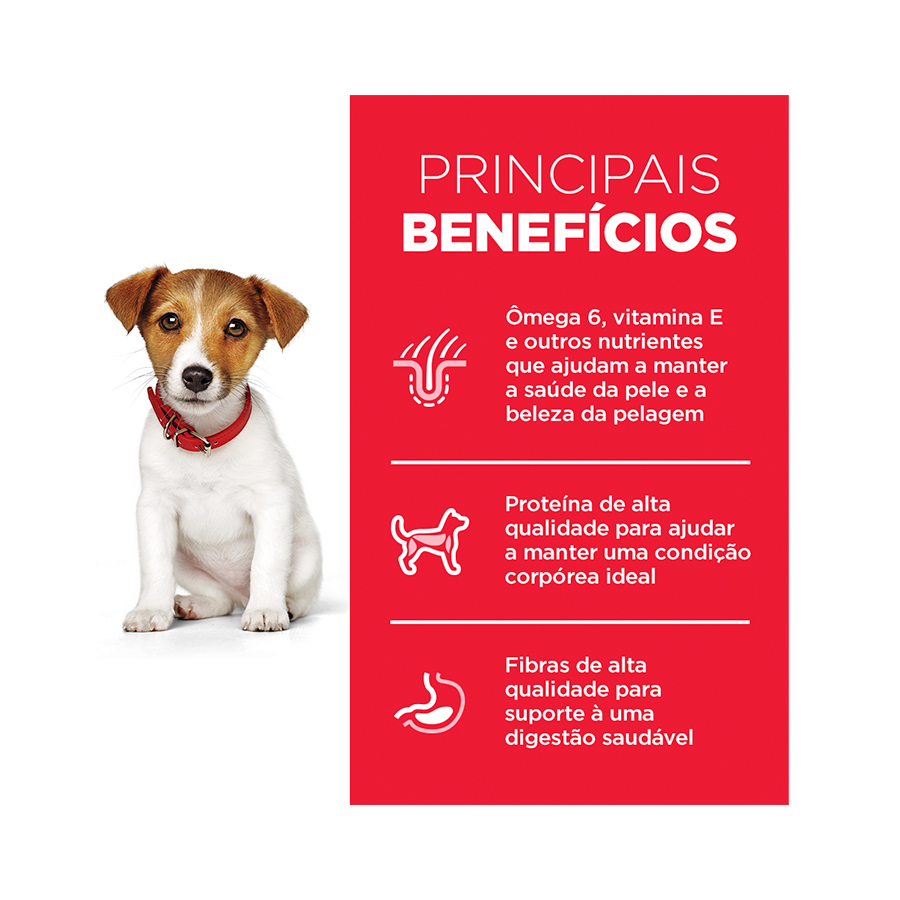 PRINCIPAIS
BENEFÍCIOS
Ômega 6, vitamina E
e outros nutrientes
que ajudam a manter
a saúde da pele e a
beleza da pelagem
Proteína de alta
qualidade para ajudar
a manter uma condição
corpórea ideal
Fibras de alta
qualidade para
suporte à uma
digestão saudável